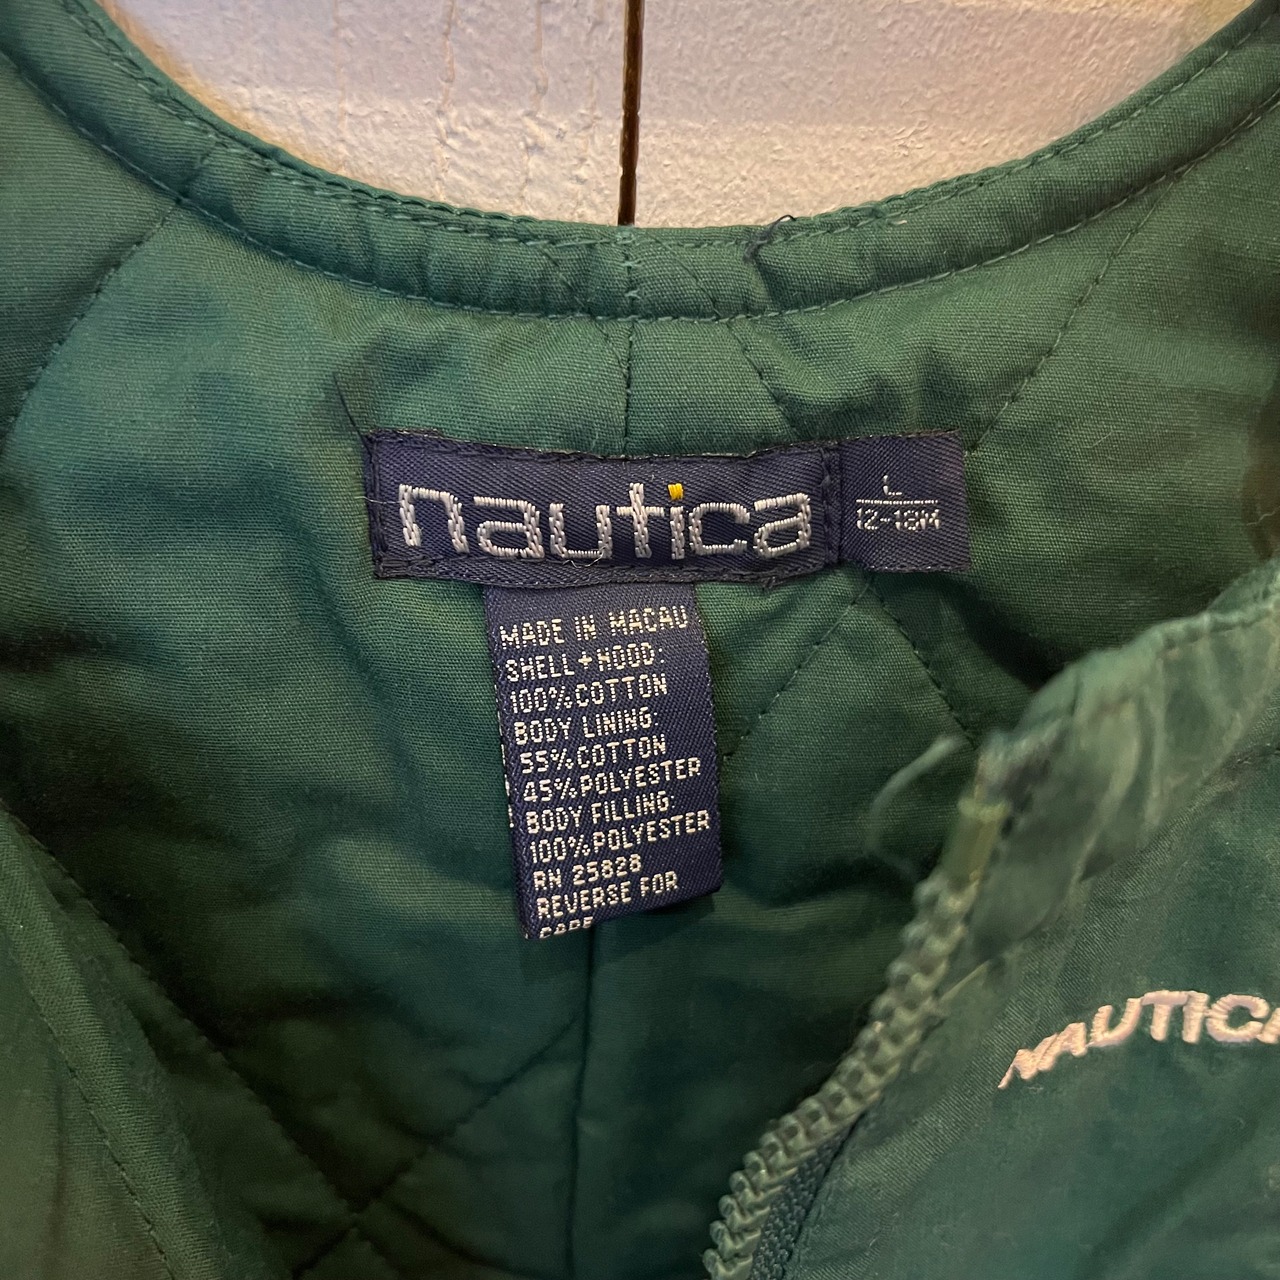 nautica
L
12-18M
MADE IN MACAU
SHELL+HOOD:
100%COTTON
BODY LINING:
55%COTTON
45%POLYESTER
BODY FILLING:
100%POLYESTER
RN 25828
REVERSE FOR
CARE
NAUTICA